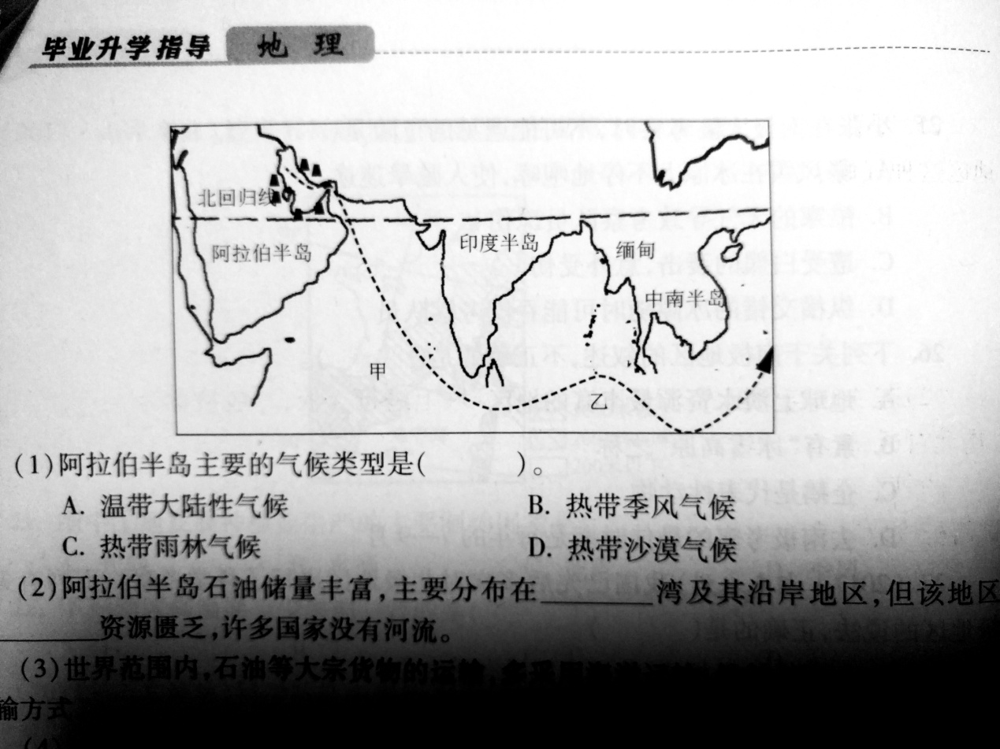 毕业升学指导 地 理
北回归线
阿拉伯半岛
印度半岛
缅甸
中南半岛
甲
乙
(1)阿拉伯半岛主要的气候类型是( )。
A. 温带大陆性气候 B. 热带季风气候
C. 热带雨林气候 D. 热带沙漠气候
(2)阿拉伯半岛石油储量丰富,主要分布在________湾及其沿岸地区,但该地区
________资源匮乏,许多国家没有河流。
(3)世界范围内,石油等大宗货物的运输,多采用
输方式
(4)